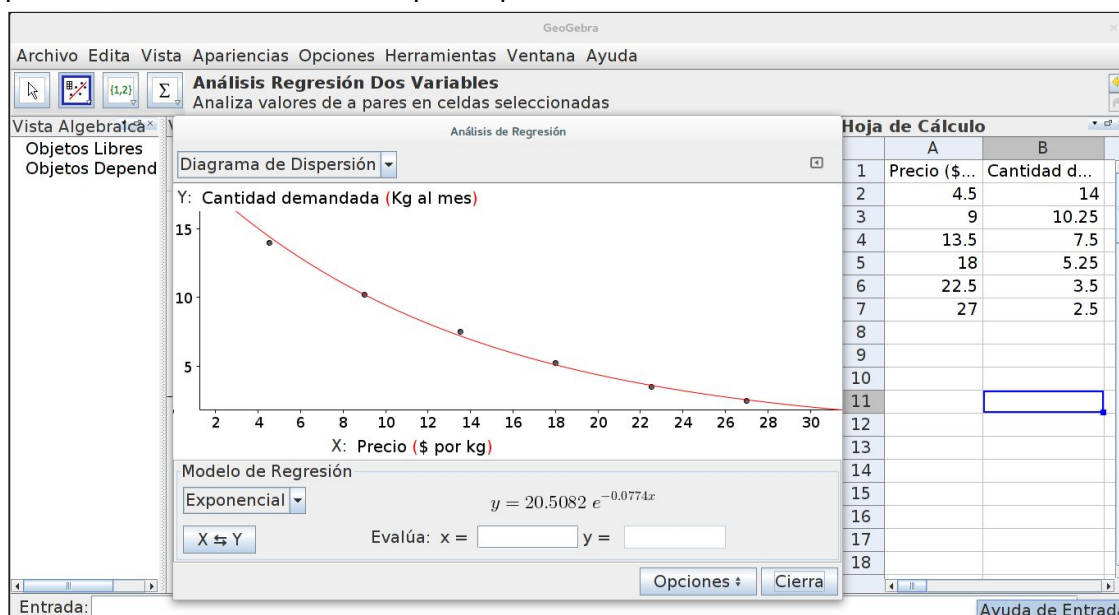 GeoGebra
Archivo Edita Vista Apariencias Opciones Herramientas Ventana Ayuda
{1,2} Σ
Análisis Regresión Dos Variables
Analiza valores de a pares en celdas seleccionadas
Vista Algebraica
Objetos Libres
Objetos Depend
Análisis de Regresión
Diagrama de Dispersión
Y: Cantidad demandada (Kg al mes)
15
10
5
2 4 6 8 10 12 14 16 18 20 22 24 26 28 30
X: Precio ($ por kg)
Modelo de Regresión
Exponencial
y = 20.5082 e^{-0.0774x}
X ⇆ Y
Evalúa: x = y =
Opciones Cierra
Hoja de Cálculo
A B
1 Precio ($... Cantidad d...
2 4.5 14
3 9 10.25
4 13.5 7.5
5 18 5.25
6 22.5 3.5
7 27 2.5
8
9
10
11
12
13
14
15
16
17
18
Entrada:
Ayuda de Entrad